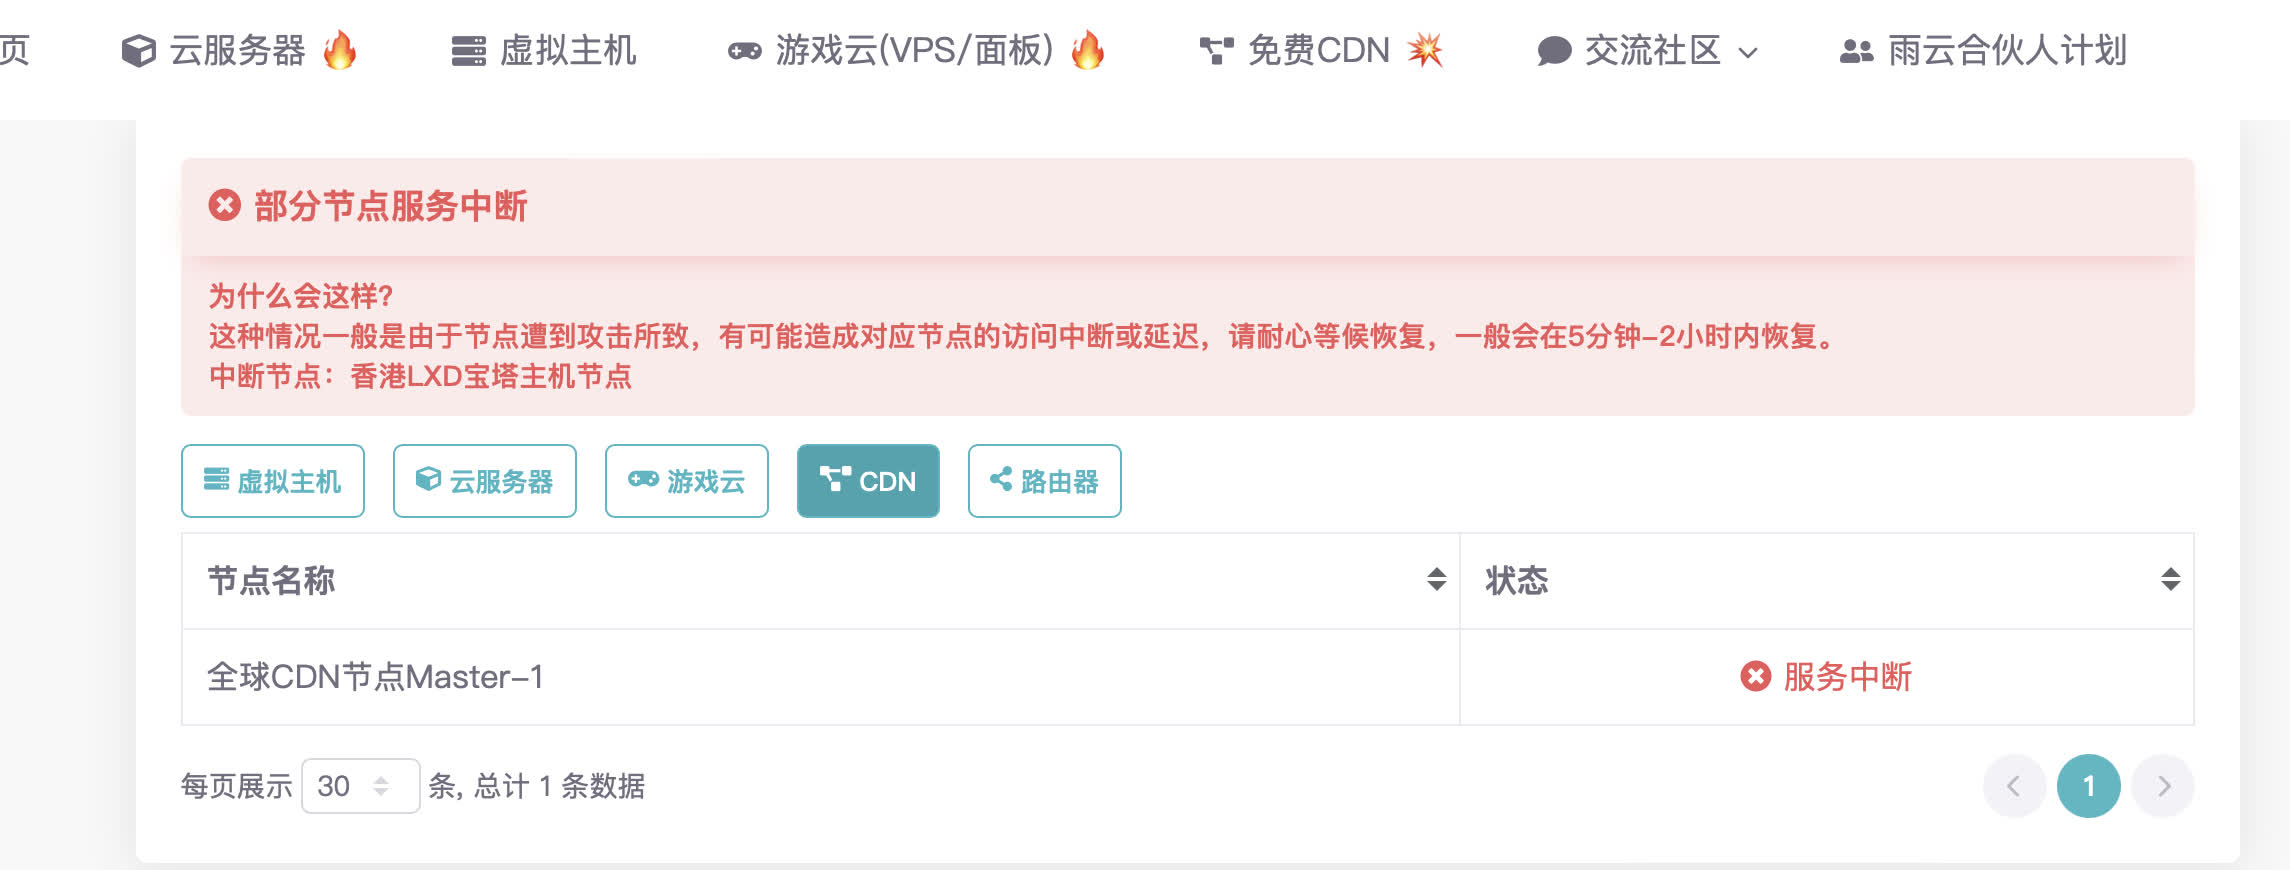 页 云服务器 虚拟主机 游戏云(VPS/面板) 免费CDN 交流社区 雨云合伙人计划
部分节点服务中断
为什么会这样?
这种情况一般是由于节点遭到攻击所致，有可能造成对应节点的访问中断或延迟，请耐心等候恢复，一般会在5分钟-2小时内恢复。
中断节点：香港LXD宝塔主机节点
虚拟主机 云服务器 游戏云 CDN 路由器
节点名称 状态
全球CDN节点Master-1 服务中断
每页展示 30 条, 总计 1 条数据 1